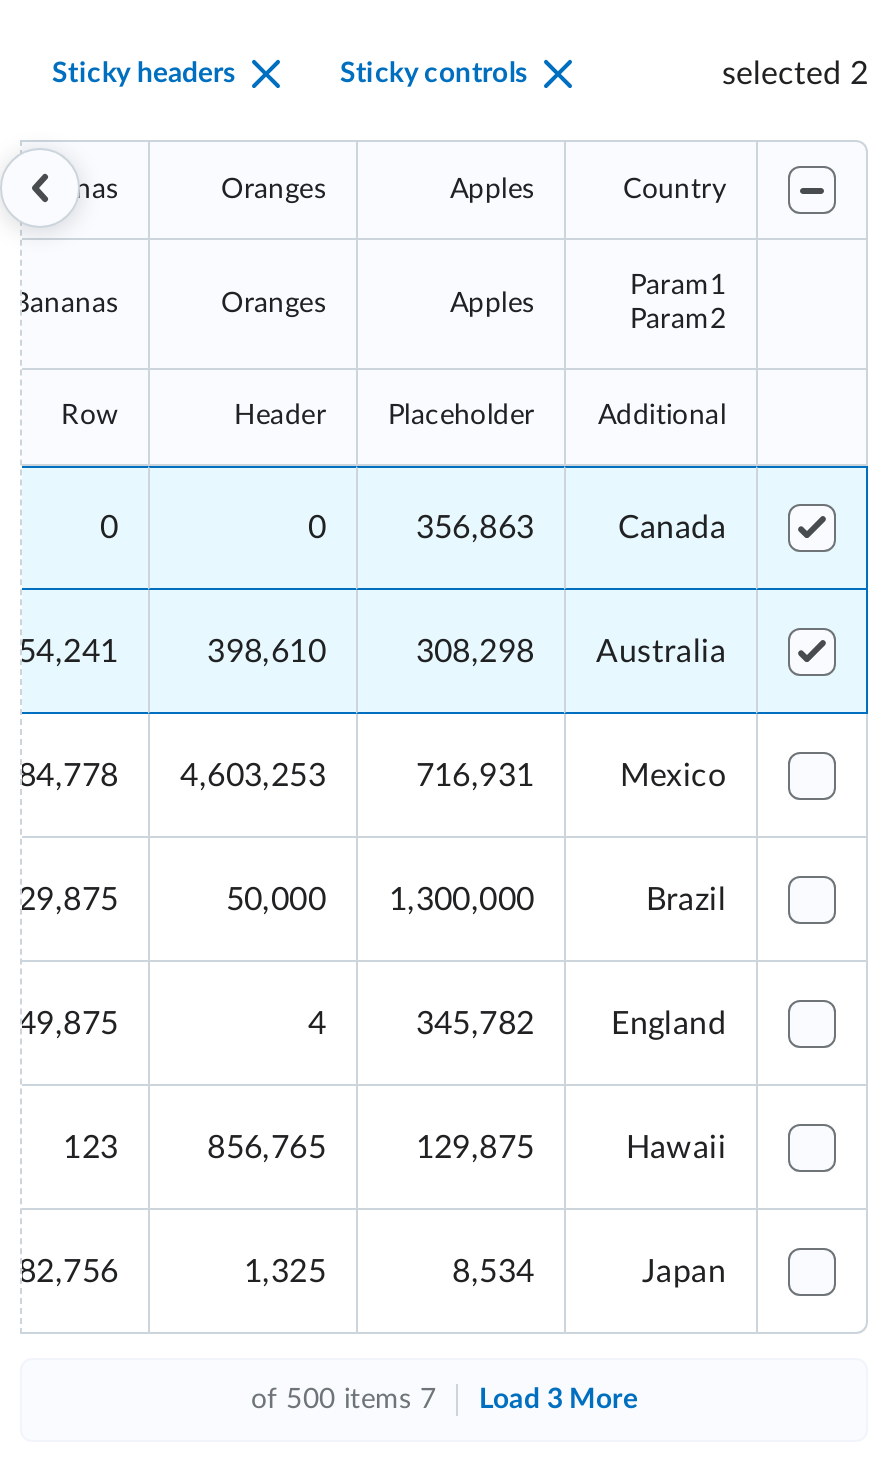 Sticky headers Sticky controls selected 2
nas Oranges Apples Country
Bananas Oranges Apples Param1
Param2
Row Header Placeholder Additional
0 0 356,863 Canada
54,241 398,610 308,298 Australia
84,778 4,603,253 716,931 Mexico
29,875 50,000 1,300,000 Brazil
49,875 4 345,782 England
123 856,765 129,875 Hawaii
82,756 1,325 8,534 Japan
of 500 items 7 Load 3 More